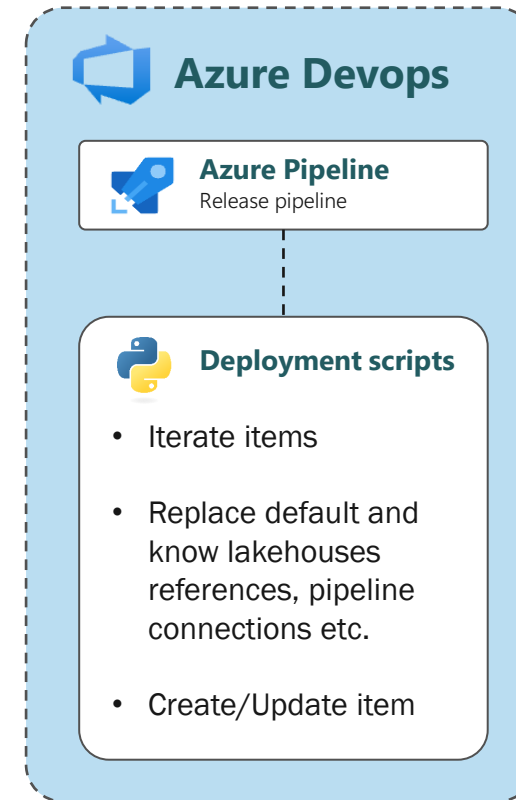 Azure Devops
Azure Pipeline
Release pipeline
Deployment scripts
• Iterate items
• Replace default and
know lakehouses
references, pipeline
connections etc.
• Create/Update item